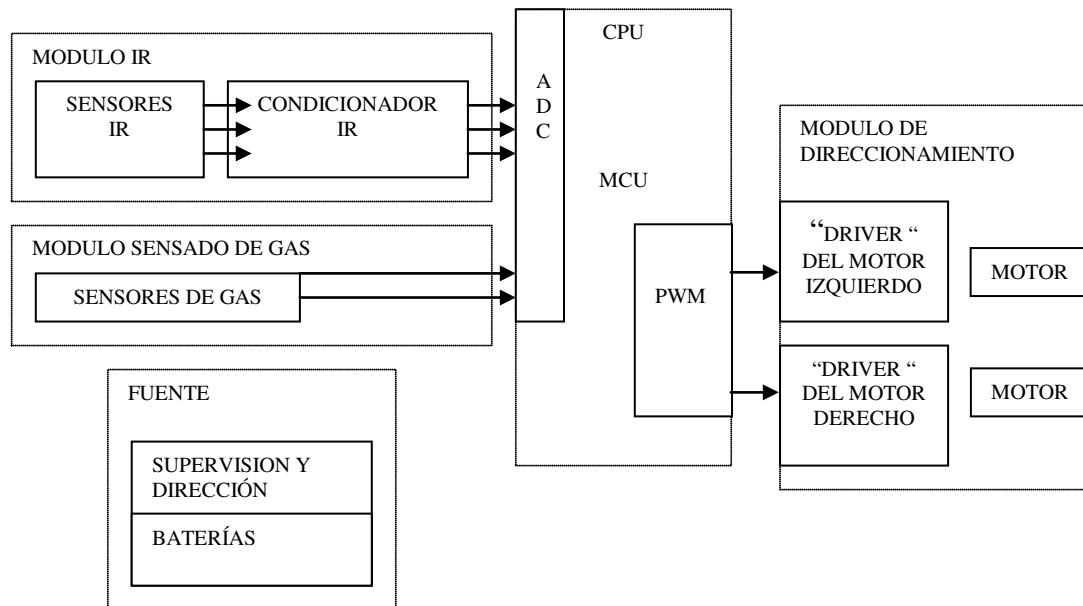 MODULO IR
SENSORES
IR
CONDICIONADOR
IR
MODULO SENSADO DE GAS
SENSORES DE GAS
FUENTE
SUPERVISION Y
DIRECCIÓN
BATERÍAS
A
D
C
CPU
MCU
PWM
MODULO DE
DIRECCIONAMIENTO
“DRIVER “
DEL MOTOR
IZQUIERDO
MOTOR
“DRIVER “
DEL MOTOR
DERECHO
MOTOR